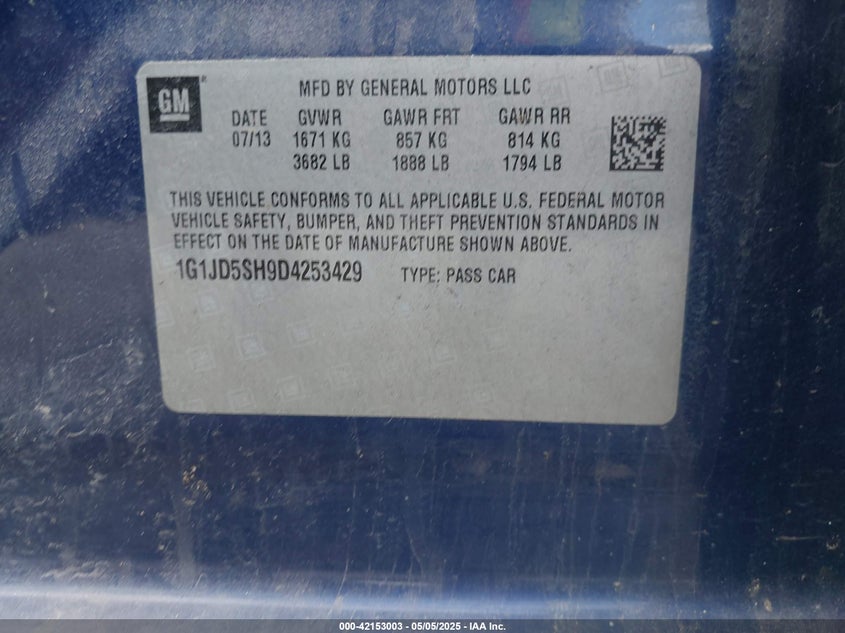 GM
MFD BY GENERAL MOTORS LLC
DATE GVWR GAWR FRT GAWR RR
07/13 1671 KG 857 KG 814 KG
3682 LB 1888 LB 1794 LB
THIS VEHICLE CONFORMS TO ALL APPLICABLE U.S. FEDERAL MOTOR
VEHICLE SAFETY, BUMPER, AND THEFT PREVENTION STANDARDS IN
EFFECT ON THE DATE OF MANUFACTURE SHOWN ABOVE.
1G1JD5SH9D4253429 TYPE: PASS CAR
000-42153003 - 05/05/2025 - IAA Inc.